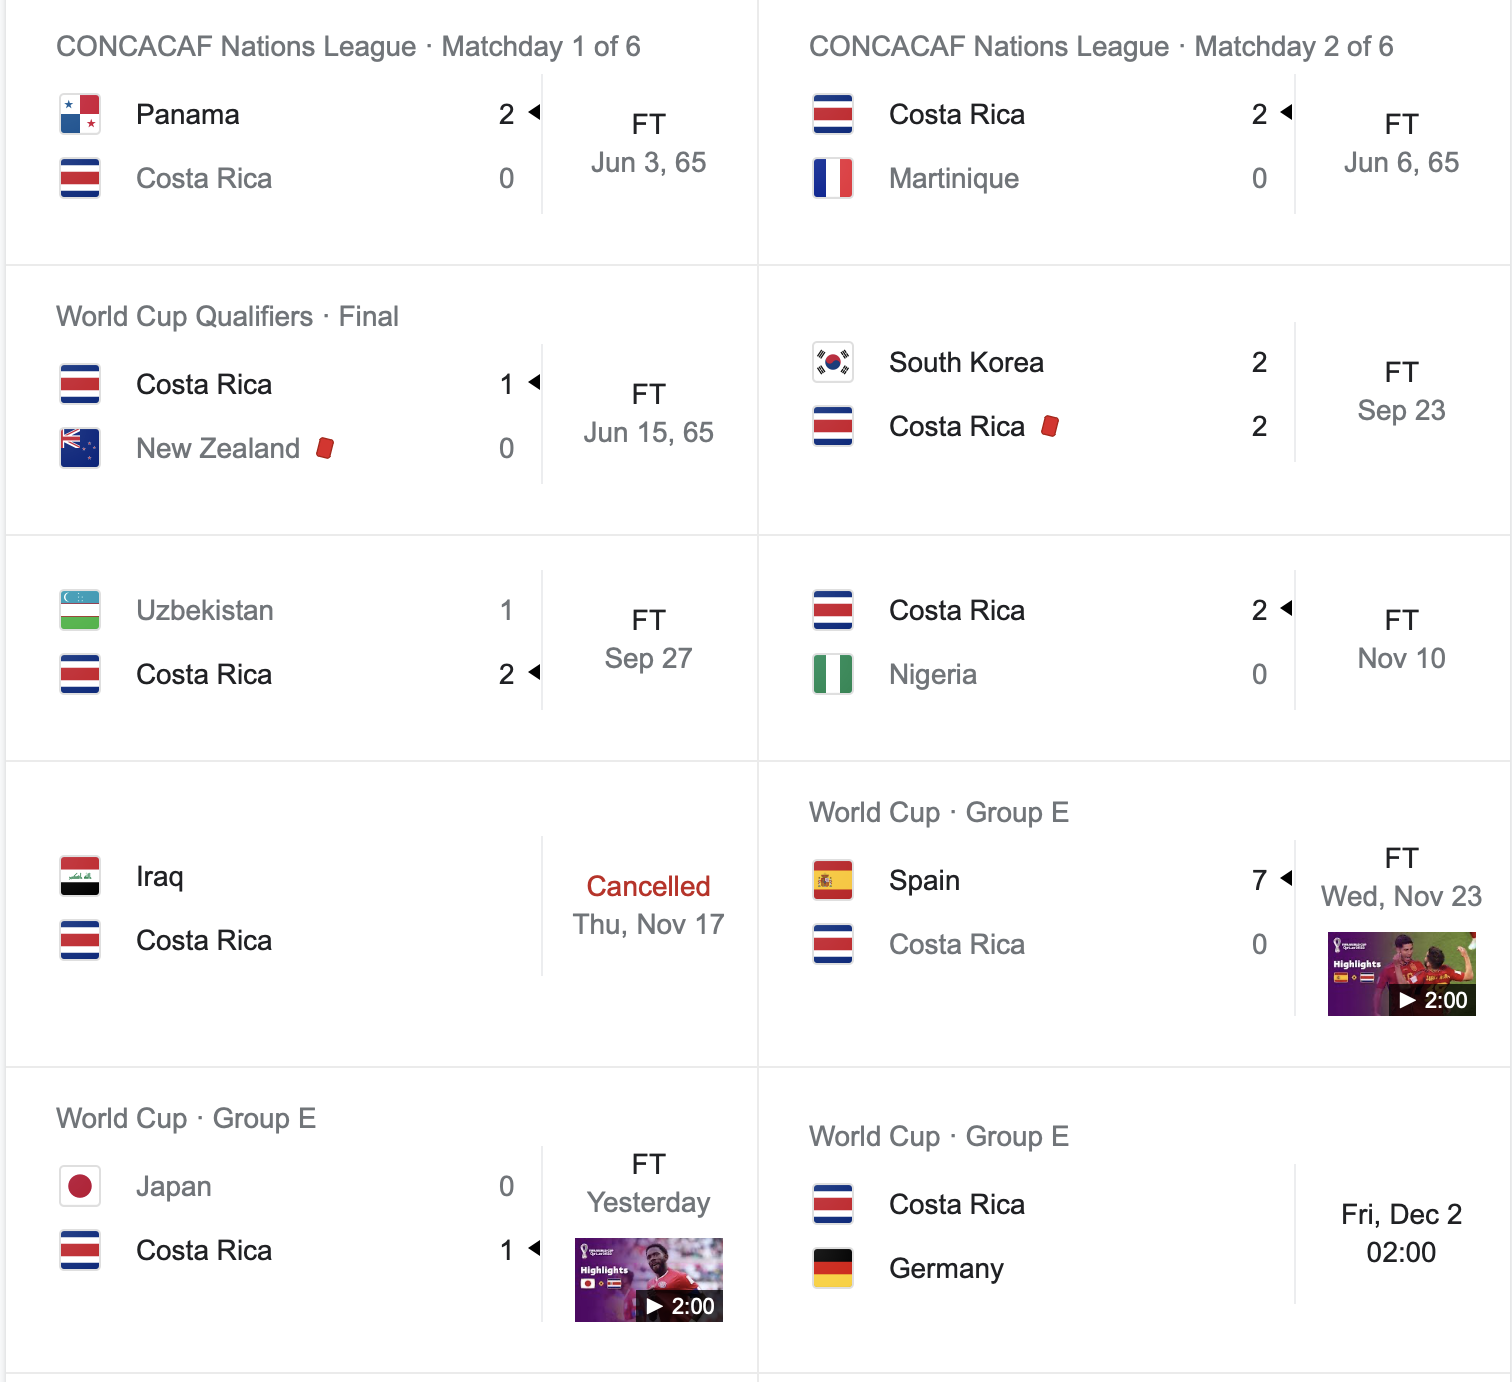 CONCACAF Nations League · Matchday 1 of 6
Panama 2
Costa Rica 0
FT
Jun 3, 65
CONCACAF Nations League · Matchday 2 of 6
Costa Rica 2
Martinique 0
FT
Jun 6, 65
World Cup Qualifiers · Final
Costa Rica 1
New Zealand 0
FT
Jun 15, 65
South Korea 2
Costa Rica 2
FT
Sep 23
Uzbekistan 1
Costa Rica 2
FT
Sep 27
Costa Rica 2
Nigeria 0
FT
Nov 10
Iraq
Costa Rica
Cancelled
Thu, Nov 17
World Cup · Group E
Spain 7
Costa Rica 0
FT
Wed, Nov 23
Highlights
2:00
World Cup · Group E
Japan 0
Costa Rica 1
FT
Yesterday
Highlights
2:00
World Cup · Group E
Costa Rica
Germany
Fri, Dec 2
02:00